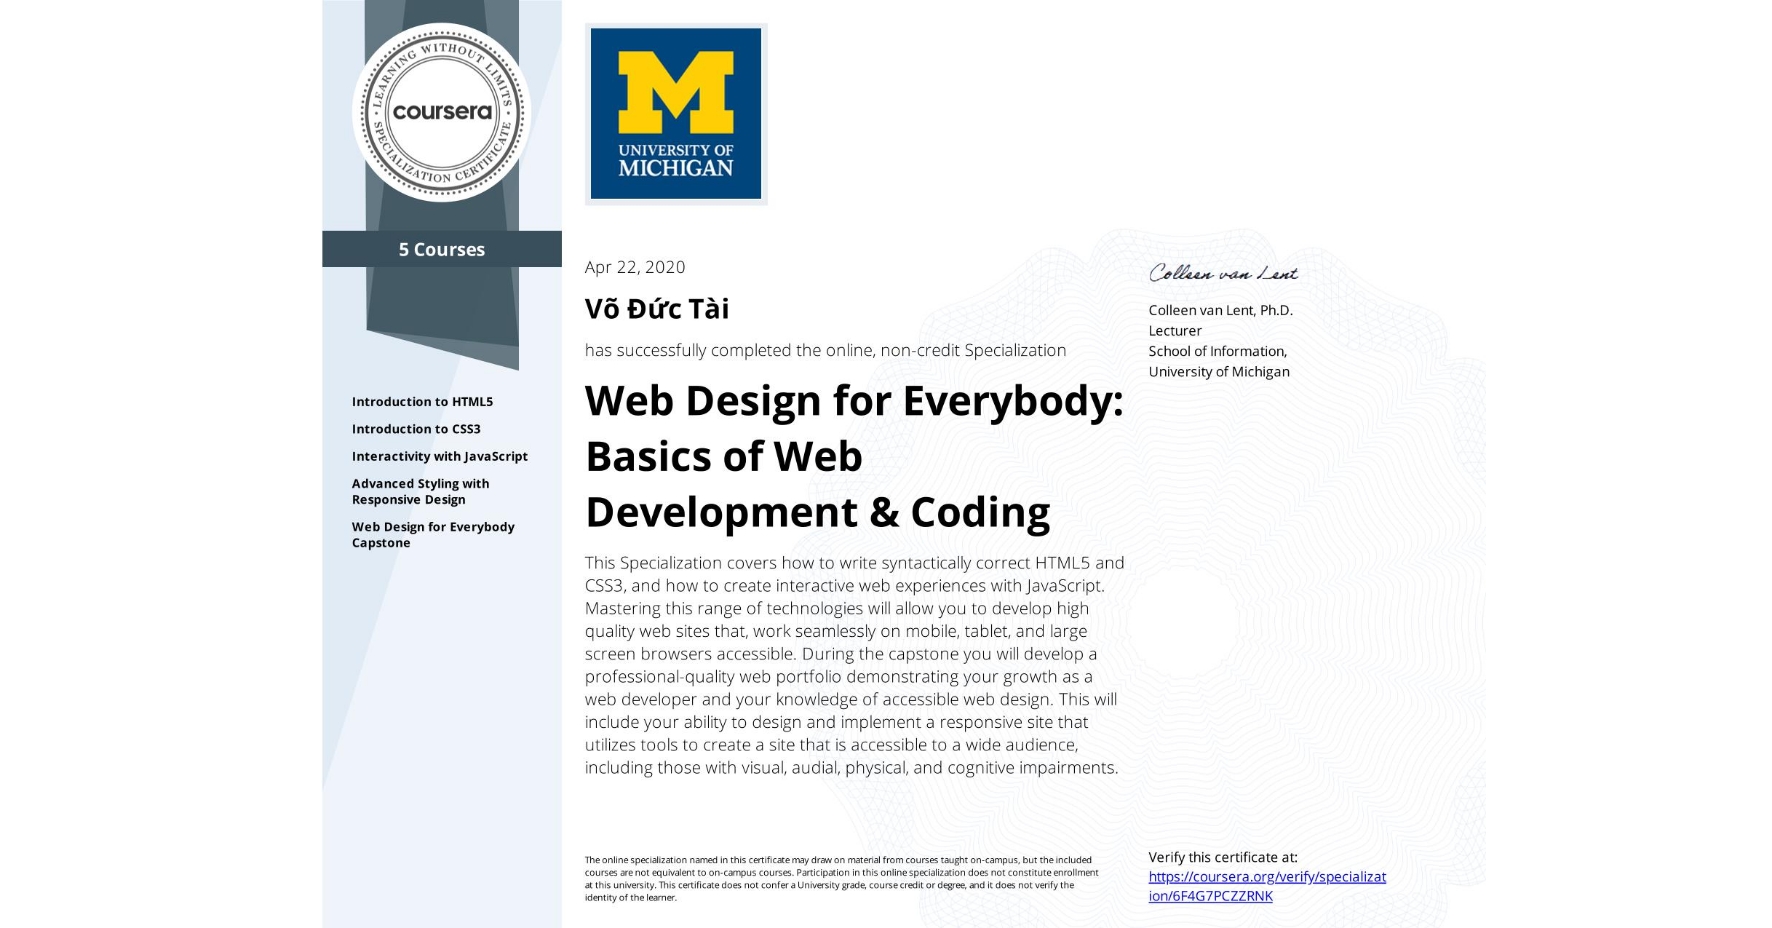 LEARNING WITHOUT LIMITS
coursera
SPECIALIZATION CERTIFICATE
5 Courses
Introduction to HTML5
Introduction to CSS3
Interactivity with JavaScript
Advanced Styling with
Responsive Design
Web Design for Everybody
Capstone
M
UNIVERSITY OF
MICHIGAN
Apr 22, 2020
Võ Đức Tài
has successfully completed the online, non-credit Specialization
Web Design for Everybody:
Basics of Web
Development & Coding
This Specialization covers how to write syntactically correct HTML5 and
CSS3, and how to create interactive web experiences with JavaScript.
Mastering this range of technologies will allow you to develop high
quality web sites that, work seamlessly on mobile, tablet, and large
screen browsers accessible. During the capstone you will develop a
professional-quality web portfolio demonstrating your growth as a
web developer and your knowledge of accessible web design. This will
include your ability to design and implement a responsive site that
utilizes tools to create a site that is accessible to a wide audience,
including those with visual, audial, physical, and cognitive impairments.
The online specialization named in this certificate may draw on material from courses taught on-campus, but the included
courses are not equivalent to on-campus courses. Participation in this online specialization does not constitute enrollment
at this university. This certificate does not confer a University grade, course credit or degree, and it does not verify the
identity of the learner.
Colleen van Lent
Colleen van Lent, Ph.D.
Lecturer
School of Information,
University of Michigan
Verify this certificate at:
https://coursera.org/verify/specializat
ion/6F4G7PCZZRNK